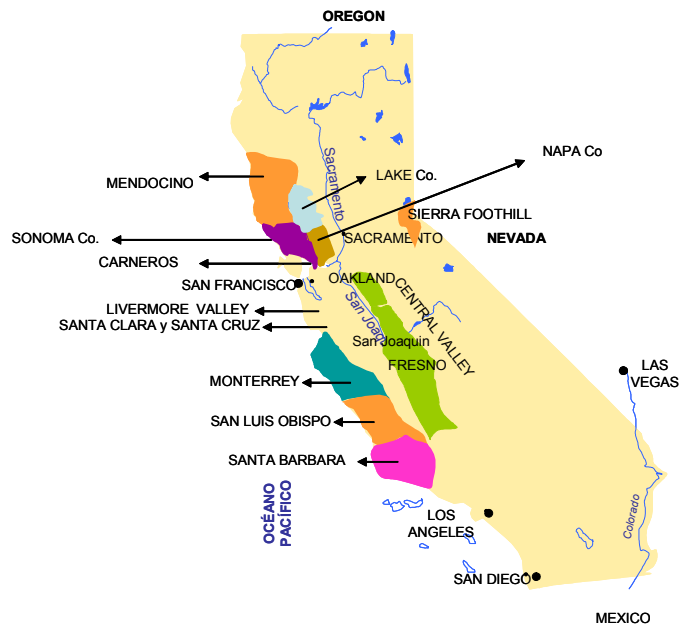 OREGON
NAPA Co
MENDOCINO
LAKE Co.
Sacramento
SIERRA FOOTHILL
SONOMA Co.
SACRAMENTO
NEVADA
CARNEROS
SAN FRANCISCO
OAKLAND
CENTRAL VALLEY
LIVERMORE VALLEY
San Joaq
SANTA CLARA y SANTA CRUZ
San Joaquin
FRESNO
LAS
VEGAS
MONTERREY
SAN LUIS OBISPO
SANTA BARBARA
OCÉANO
PACÍFICO
LOS
ANGELES
Colorado
SAN DIEGO
MEXICO